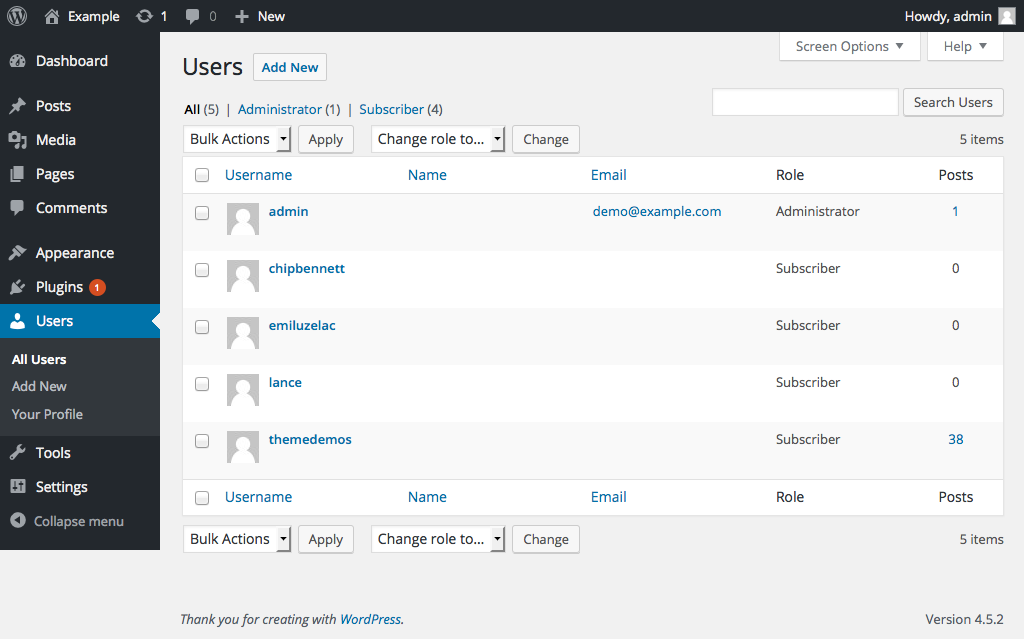 Example 1 0 New Howdy, admin
Screen Options Help
Dashboard
Posts
Media
Pages
Comments
Appearance
Plugins 1
Users
All Users
Add New
Your Profile
Tools
Settings
Collapse menu
Users Add New
All (5) | Administrator (1) | Subscriber (4)
Search Users
Bulk Actions Apply Change role to... Change 5 items
Username Name Email Role Posts
admin demo@example.com Administrator 1
chipbennett Subscriber 0
emiluzelac Subscriber 0
lance Subscriber 0
themedemos Subscriber 38
Username Name Email Role Posts
Bulk Actions Apply Change role to... Change 5 items
Thank you for creating with WordPress. Version 4.5.2